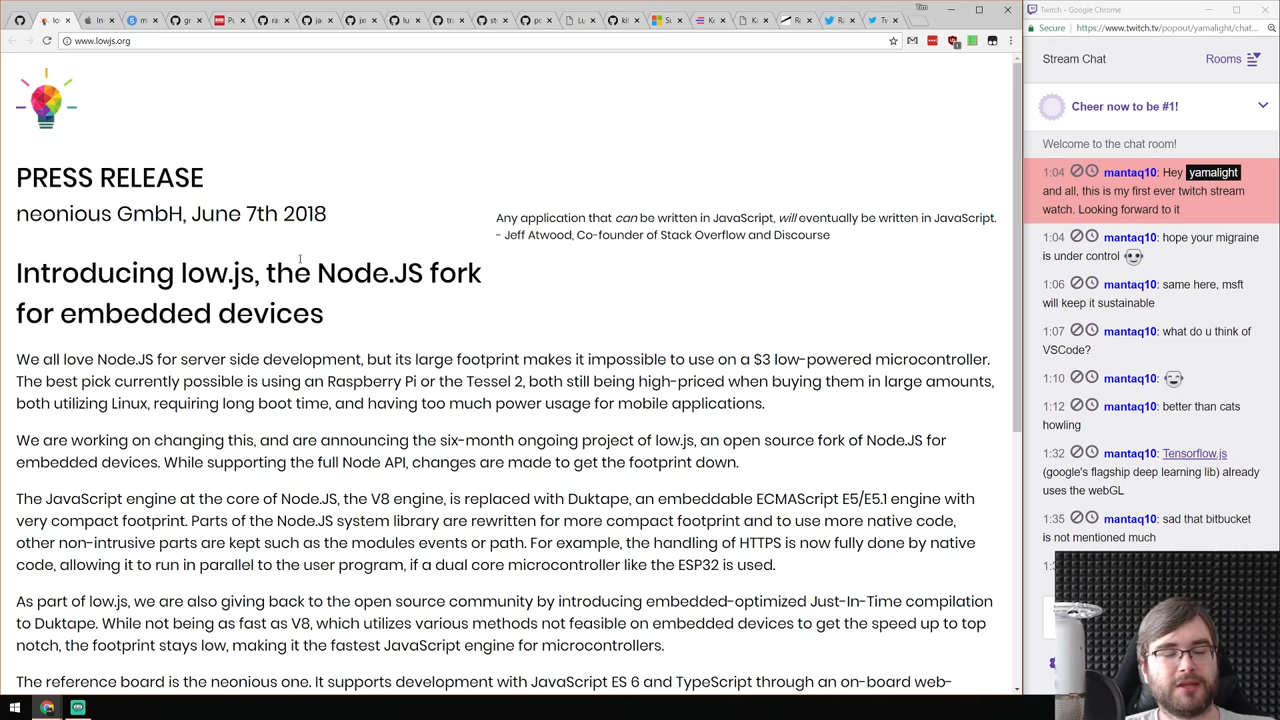 www.lowjs.org
PRESS RELEASE
neonious GmbH, June 7th 2018
Any application that can be written in JavaScript, will eventually be written in JavaScript.
- Jeff Atwood, Co-founder of Stack Overflow and Discourse
Introducing low.js, the Node.JS fork
for embedded devices
We all love Node.JS for server side development, but its large footprint makes it impossible to use on a $3 low-powered microcontroller.
The best pick currently possible is using an Raspberry Pi or the Tessel 2, both still being high-priced when buying them in large amounts,
both utilizing Linux, requiring long boot time, and having too much power usage for mobile applications.
We are working on changing this, and are announcing the six-month ongoing project of low.js, an open source fork of Node.JS for
embedded devices. While supporting the full Node API, changes are made to get the footprint down.
The JavaScript engine at the core of Node.JS, the V8 engine, is replaced with Duktape, an embeddable ECMAScript E5/E5.1 engine with
very compact footprint. Parts of the Node.JS system library are rewritten for more compact footprint and to use more native code,
other non-intrusive parts are kept such as the modules events or path. For example, the handling of HTTPS is now fully done by native
code, allowing it to run in parallel to the user program, if a dual core microcontroller like the ESP32 is used.
As part of low.js, we are also giving back to the open source community by introducing embedded-optimized Just-In-Time compilation
to Duktape. While not being as fast as V8, which utilizes various methods not feasible on embedded devices to get the speed up to top
notch, the footprint stays low, making it the fastest JavaScript engine for microcontrollers.
The reference board is the neonious one. It supports development with JavaScript ES 6 and TypeScript through an on-board web-
Twitch - Google Chrome
Secure https://www.twitch.tv/popout/yamalight/chat...
Stream Chat
Rooms
Cheer now to be #1!
Welcome to the chat room!
1:04 mantaq10: Hey yamalight
and all, this is my first ever twitch stream
watch. Looking forward to it
1:04 mantaq10: hope your migraine
is under control
1:06 mantaq10: same here, msft
will keep it sustainable
1:07 mantaq10: what do u think of
VSCode?
1:10 mantaq10:
1:12 mantaq10: better than cats
howling
1:32 mantaq10: Tensorflow.js
(google's flagship deep learning lib) already
uses the webGL
1:35 mantaq10: sad that bitbucket
is not mentioned much